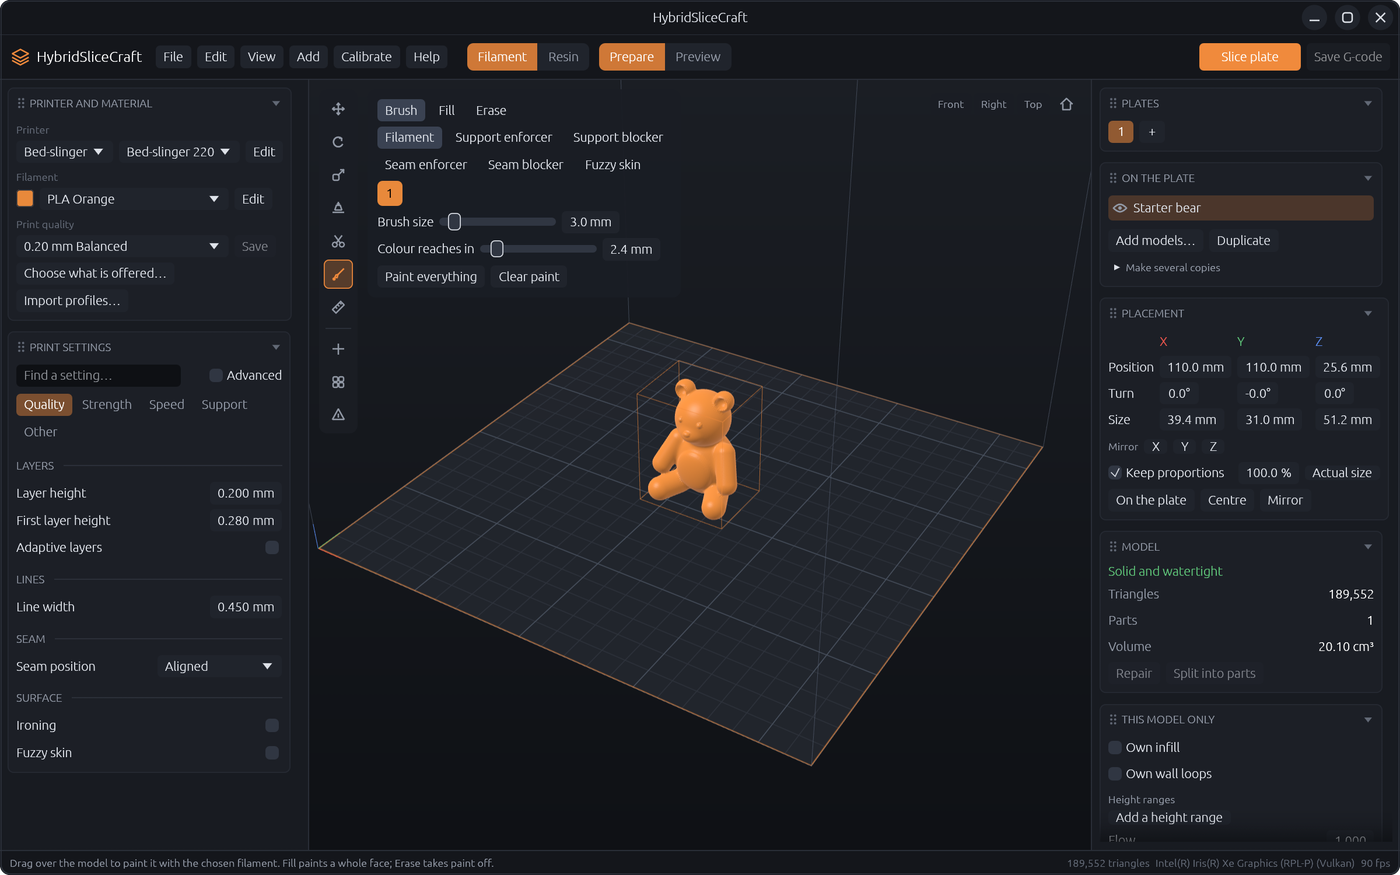 HybridSliceCraft
HybridSliceCraft File Edit View Add Calibrate Help Filament Resin Prepare Preview Slice plate Save G-code
PRINTER AND MATERIAL
Printer
Bed-slinger Bed-slinger 220 Edit
Filament
PLA Orange Edit
Print quality
0.20 mm Balanced Save
Choose what is offered...
Import profiles...
PRINT SETTINGS
Find a setting... Advanced
Quality Strength Speed Support
Other
LAYERS
Layer height 0.200 mm
First layer height 0.280 mm
Adaptive layers
LINES
Line width 0.450 mm
SEAM
Seam position Aligned
SURFACE
Ironing
Fuzzy skin
Brush Fill Erase
Filament Support enforcer Support blocker
Seam enforcer Seam blocker Fuzzy skin
1
Brush size 3.0 mm
Colour reaches in 2.4 mm
Paint everything Clear paint
Front Right Top
PLATES
1 +
ON THE PLATE
Starter bear
Add models... Duplicate
Make several copies
PLACEMENT
X Y Z
Position 110.0 mm 110.0 mm 25.6 mm
Turn 0.0° -0.0° 0.0°
Size 39.4 mm 31.0 mm 51.2 mm
Mirror X Y Z
Keep proportions 100.0 % Actual size
On the plate Centre Mirror
MODEL
Solid and watertight
Triangles 189,552
Parts 1
Volume 20.10 cm³
Repair Split into parts
THIS MODEL ONLY
Own infill
Own wall loops
Height ranges
Add a height range
Flow 1.000
Drag over the model to paint it with the chosen filament. Fill paints a whole face; Erase takes paint off.
189,552 triangles Intel(R) Iris(R) Xe Graphics (RPL-P) (Vulkan) 90 fps